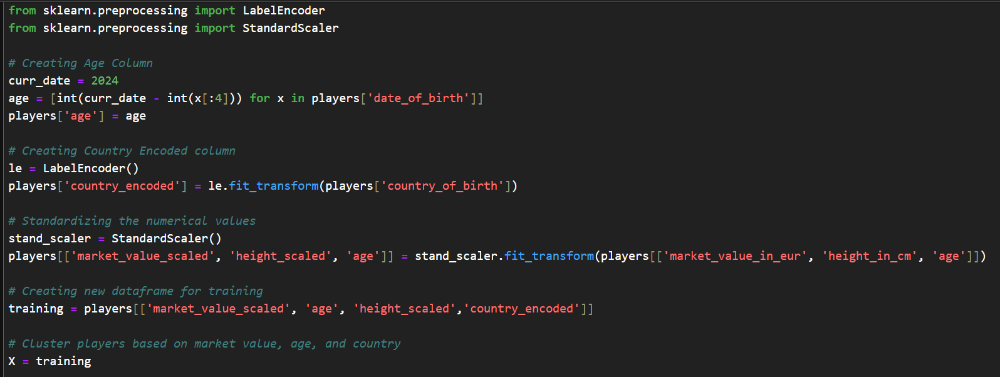 from sklearn.preprocessing import LabelEncoder
from sklearn.preprocessing import StandardScaler
# Creating Age Column
curr_date = 2024
age = [int(curr_date - int(x[:4])) for x in players['date_of_birth']]
players['age'] = age
# Creating Country Encoded column
le = LabelEncoder()
players['country_encoded'] = le.fit_transform(players['country_of_birth'])
# Standardizing the numerical values
stand_scaler = StandardScaler()
players[['market_value_scaled', 'height_scaled', 'age']] = stand_scaler.fit_transform(players[['market_value_in_eur', 'height_in_cm', 'age']])
# Creating new dataframe for training
training = players[['market_value_scaled', 'age', 'height_scaled','country_encoded']]
# Cluster players based on market value, age, and country
X = training